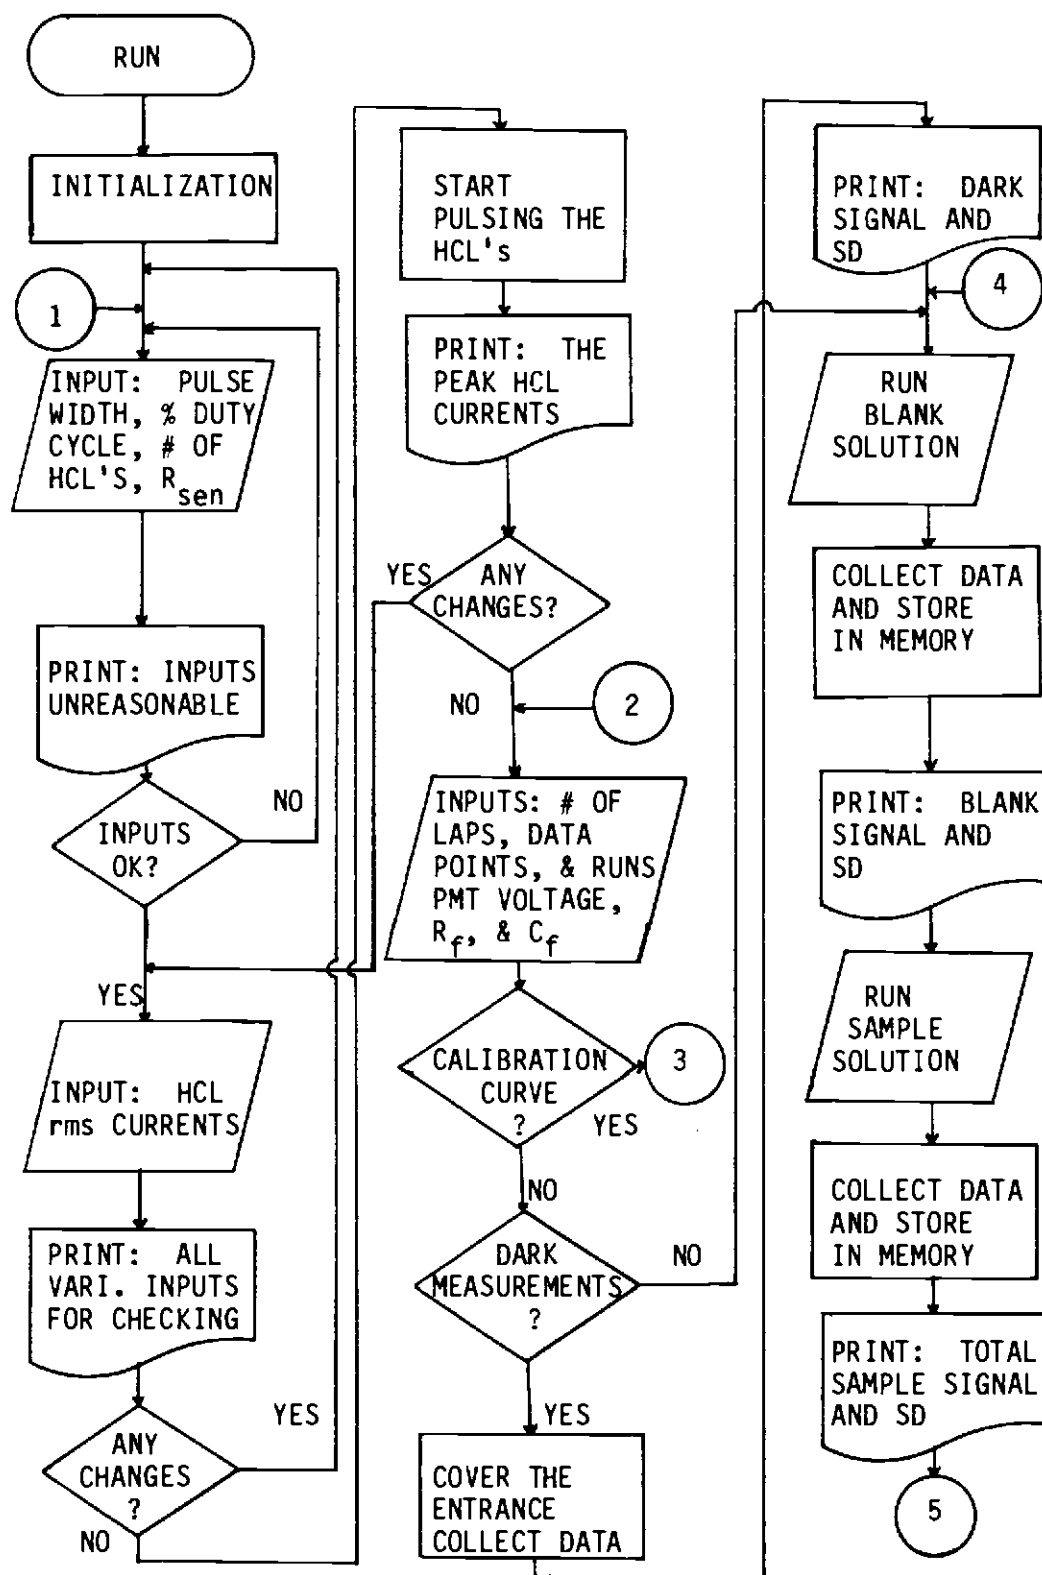 RUN
INITIALIZATION
1
INPUT: PULSE
WIDTH, % DUTY
CYCLE, # OF
HCL'S, Rsen
PRINT: INPUTS
UNREASONABLE
INPUTS
OK?
NO
YES
INPUT: HCL
rms CURRENTS
PRINT: ALL
VARI. INPUTS
FOR CHECKING
ANY
CHANGES
?
YES
NO
START
PULSING THE
HCL's
PRINT: THE
PEAK HCL
CURRENTS
ANY
CHANGES?
YES
NO
2
INPUTS: # OF
LAPS, DATA
POINTS, & RUNS
PMT VOLTAGE,
Rf, & Cf
CALIBRATION
CURVE
?
YES
3
NO
DARK
MEASUREMENTS
?
NO
YES
COVER THE
ENTRANCE
COLLECT DATA
PRINT: DARK
SIGNAL AND
SD
4
RUN
BLANK
SOLUTION
COLLECT DATA
AND STORE
IN MEMORY
PRINT: BLANK
SIGNAL AND
SD
RUN
SAMPLE
SOLUTION
COLLECT DATA
AND STORE
IN MEMORY
PRINT: TOTAL
SAMPLE SIGNAL
AND SD
5